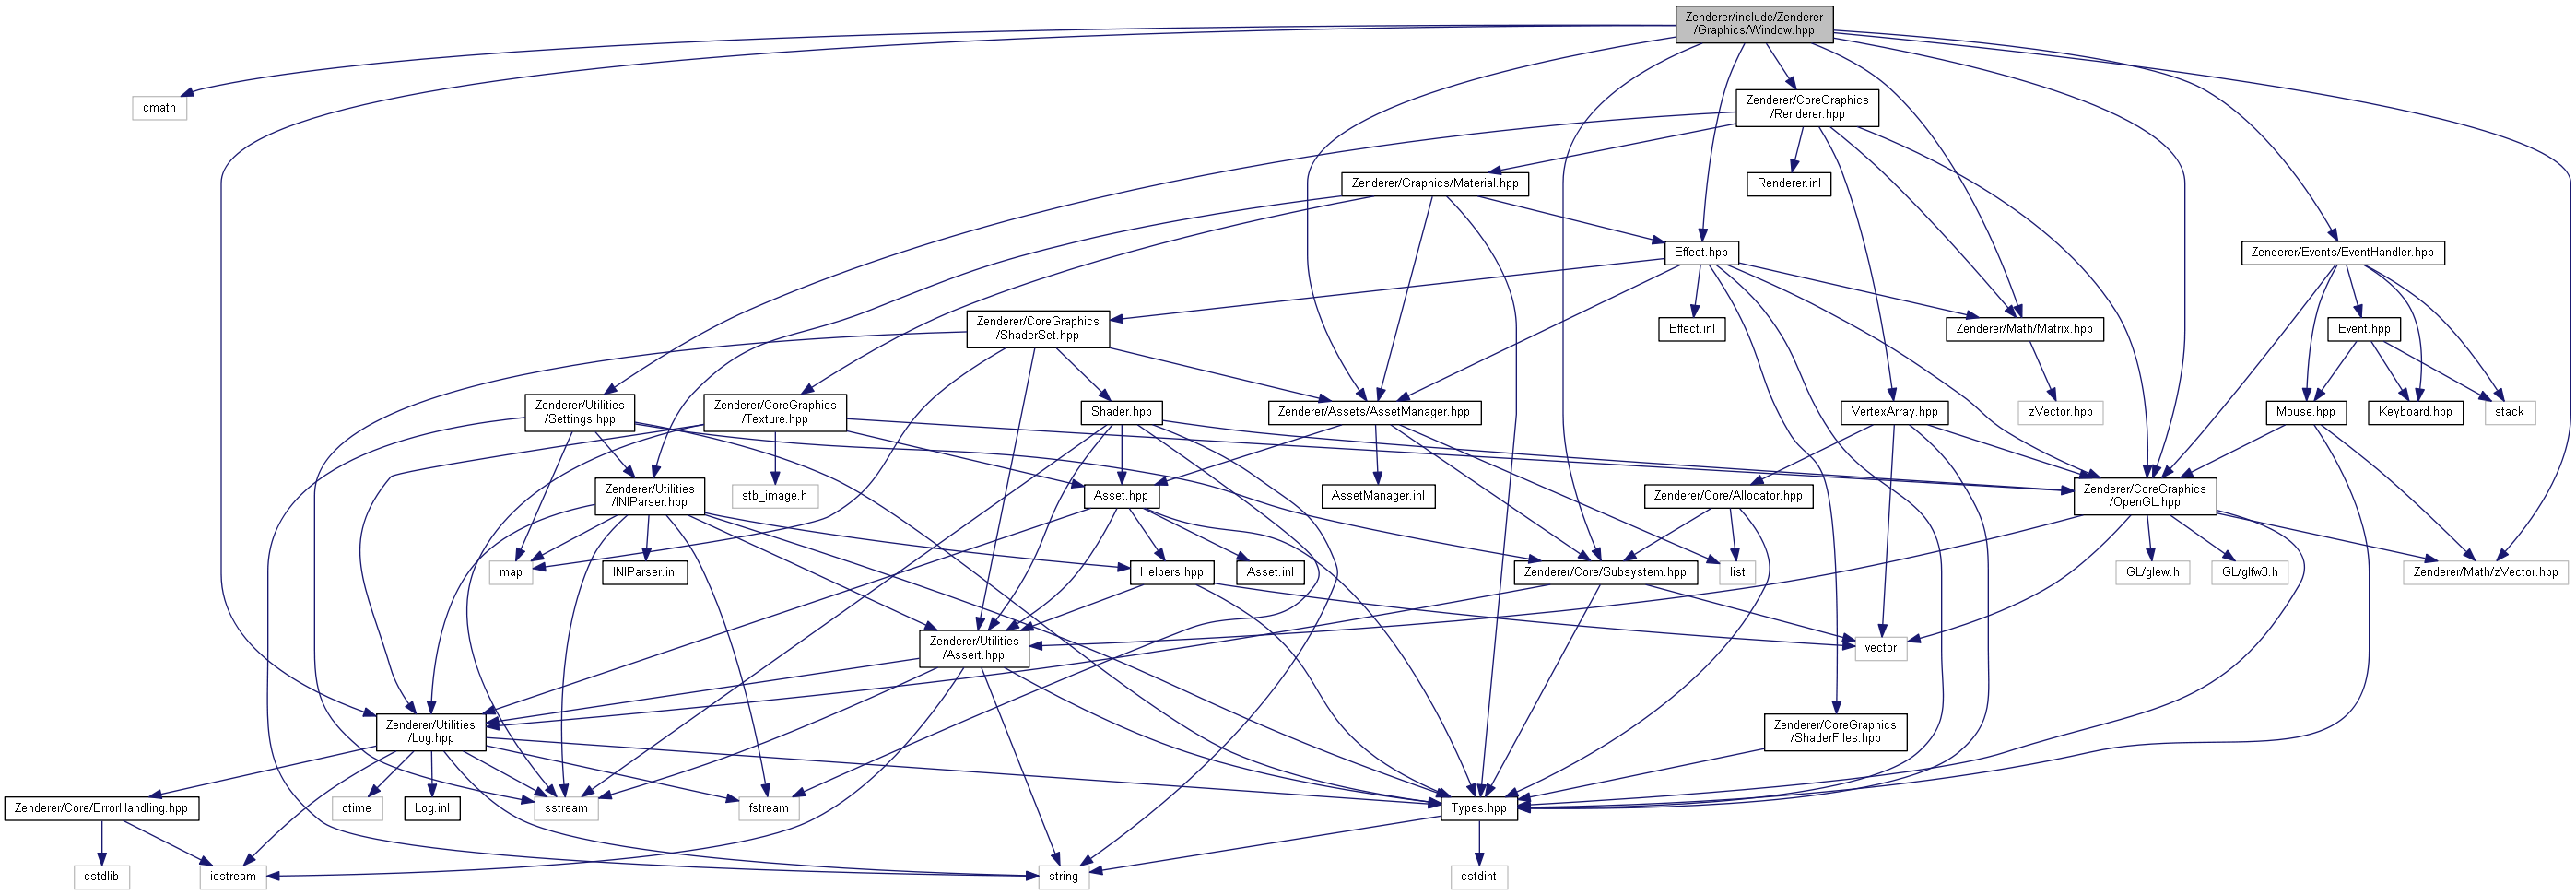 Zenderer/include/Zenderer
/Graphics/Window.hpp
cmath
Zenderer/CoreGraphics
/Renderer.hpp
Zenderer/Graphics/Material.hpp
Renderer.inl
Effect.hpp
Zenderer/Events/EventHandler.hpp
Zenderer/CoreGraphics
/ShaderSet.hpp
Effect.inl
Zenderer/Math/Matrix.hpp
Event.hpp
Zenderer/Utilities
/Settings.hpp
Zenderer/CoreGraphics
/Texture.hpp
Shader.hpp
Zenderer/Assets/AssetManager.hpp
VertexArray.hpp
zVector.hpp
Mouse.hpp
Keyboard.hpp
stack
Zenderer/Utilities
/INIParser.hpp
stb_image.h
Asset.hpp
AssetManager.inl
Zenderer/Core/Allocator.hpp
Zenderer/CoreGraphics
/OpenGL.hpp
map
INIParser.inl
Helpers.hpp
Asset.inl
Zenderer/Core/Subsystem.hpp
list
GL/glew.h
GL/glfw3.h
Zenderer/Math/zVector.hpp
Zenderer/Utilities
/Assert.hpp
vector
Zenderer/Utilities
/Log.hpp
Zenderer/CoreGraphics
/ShaderFiles.hpp
Zenderer/Core/ErrorHandling.hpp
ctime
Log.inl
sstream
fstream
Types.hpp
cstdlib
iostream
string
cstdint